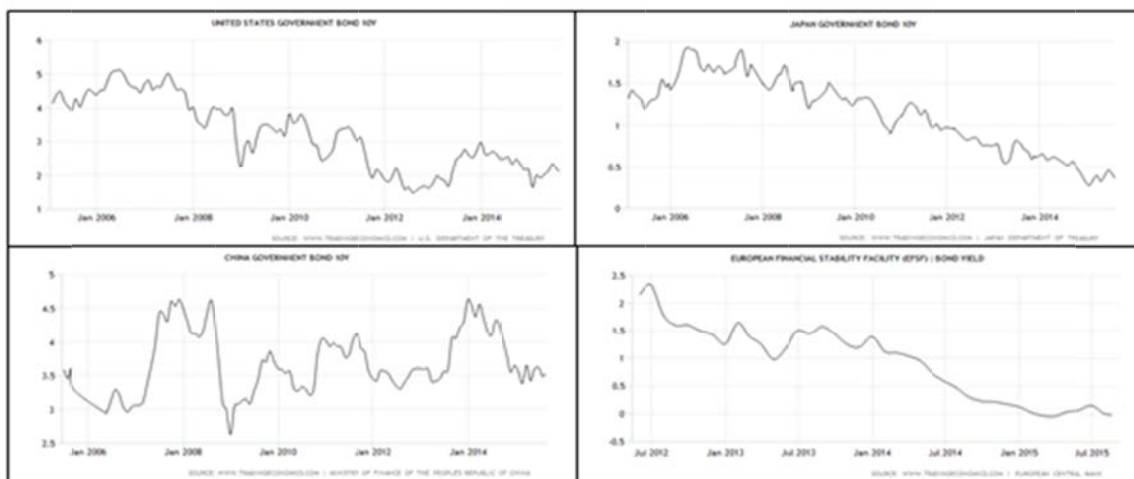 UNITED STATES GOVERNMENT BOND 10Y
6
5
4
3
2
1
Jan 2006
Jan 2008
Jan 2010
Jan 2012
Jan 2014
SOURCE: WWW.TRADINGECONOMICS.COM | U.S. DEPARTMENT OF THE TREASURY
JAPAN GOVERNMENT BOND 10Y
2
1.5
1
0.5
0
Jan 2006
Jan 2008
Jan 2010
Jan 2012
Jan 2014
SOURCE: WWW.TRADINGECONOMICS.COM | JAPAN DEPARTMENT OF TREASURY
CHINA GOVERNMENT BOND 10Y
5
4.5
4
3.5
3
2.5
Jan 2006
Jan 2008
Jan 2010
Jan 2012
Jan 2014
SOURCE: WWW.TRADINGECONOMICS.COM | MINISTRY OF FINANCE OF THE PEOPLES REPUBLIC OF CHINA
EUROPEAN FINANCIAL STABILITY FACILITY (EFSF) | BOND YIELD
2.5
2
1.5
1
0.5
0
-0.5
Jul 2012
Jan 2013
Jul 2013
Jan 2014
Jul 2014
Jan 2015
Jul 2015
SOURCE: WWW.TRADINGECONOMICS.COM | EUROPEAN CENTRAL BANK